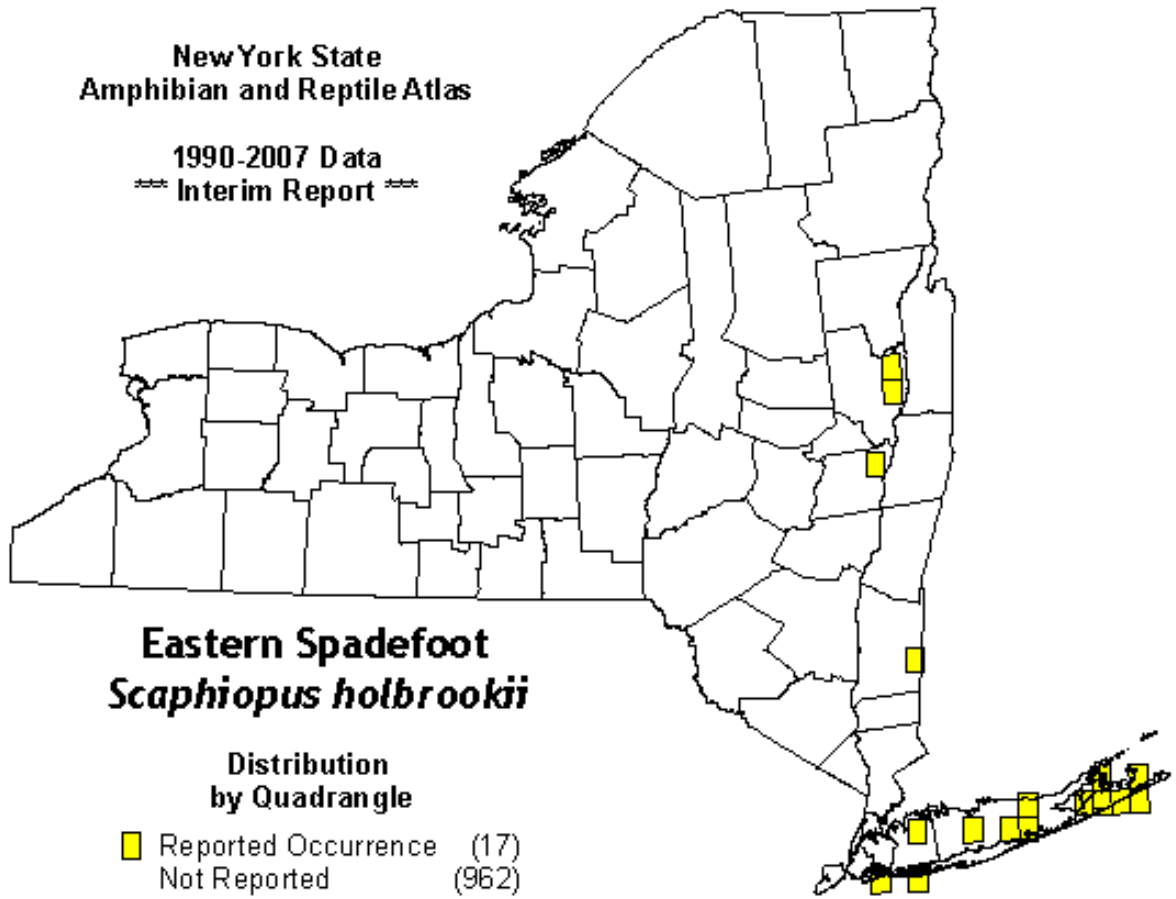 New York State
Amphibian and Reptile Atlas
1990-2007 Data
*** Interim Report ***
Eastern Spadefoot
Scaphiopus holbrookii
Distribution
by Quadrangle
Reported Occurrence (17)
Not Reported (962)